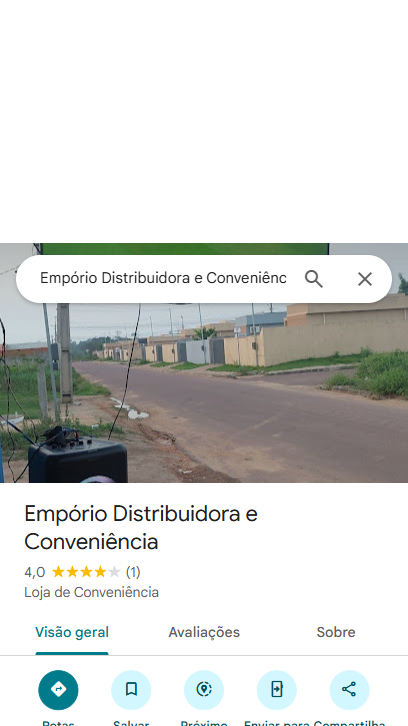 Empório Distribuidora e Conveniênc
Empório Distribuidora e
Conveniência
4,0 (1)
Loja de Conveniência
Visão geral Avaliações Sobre
Rotas Salvar Próximo Enviar para Compartilha